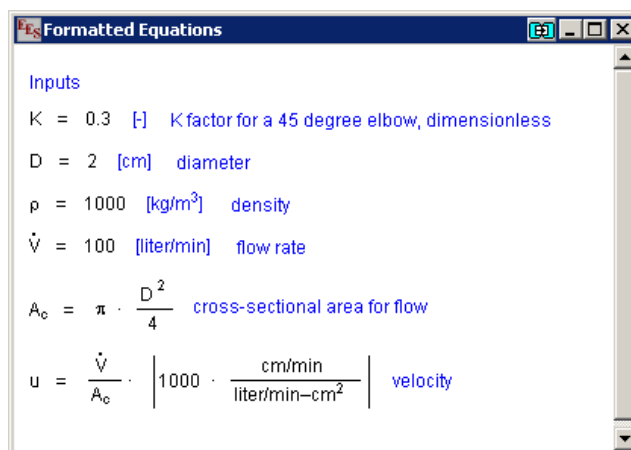 EES Formatted Equations
Inputs
K = 0.3 [-] K factor for a 45 degree elbow, dimensionless
D = 2 [cm] diameter
ρ = 1000 [kg/m³] density
V̇ = 100 [liter/min] flow rate
A_c = π · D²/4 cross-sectional area for flow
u = V̇/A_c · |1000 · cm/min / liter/min–cm²| velocity